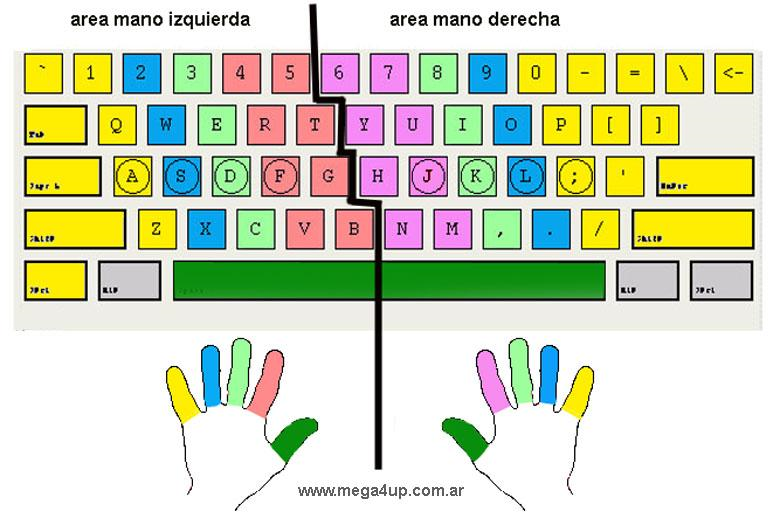 area mano izquierda area mano derecha
` 1 2 3 4 5 6 7 8 9 0 - = \ <-
Tab Q W E R T Y U I O P [ ]
A S D F G H J K L ; '
Z X C V B N M , . /
www.mega4up.com.ar